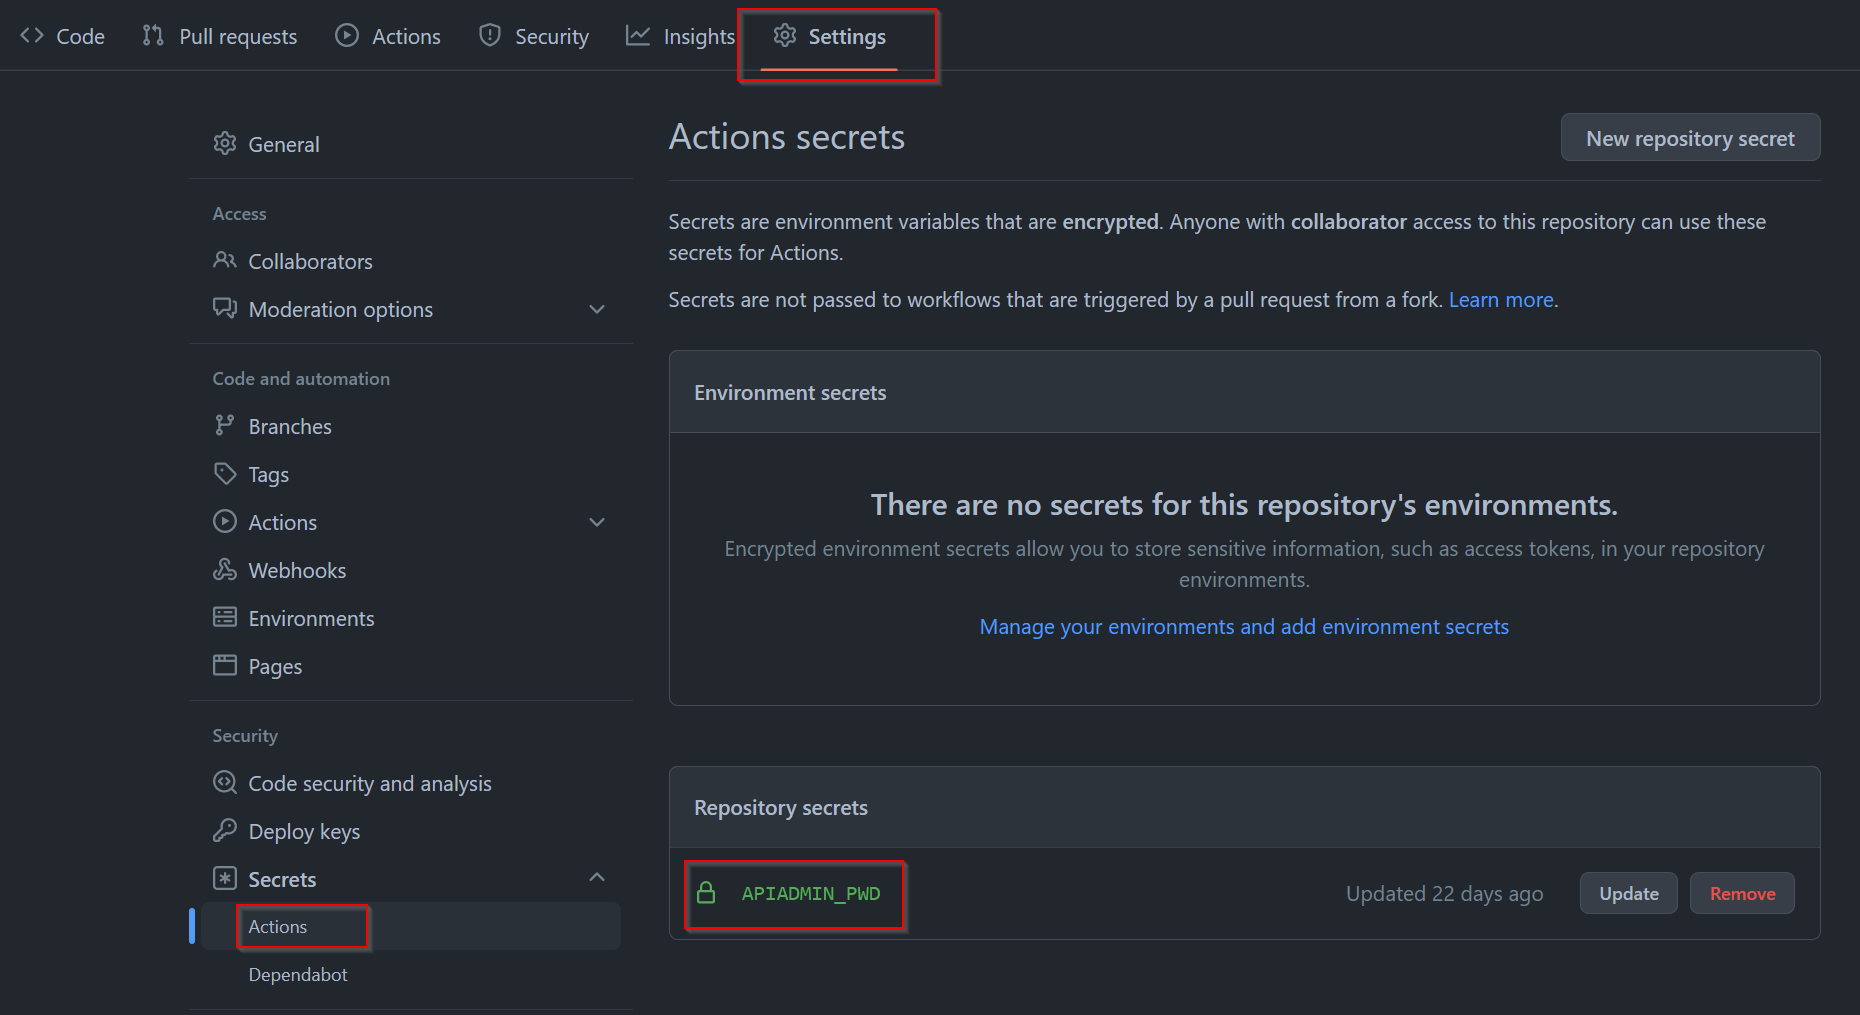 Code Pull requests Actions Security Insights Settings
General
Access
Collaborators
Moderation options
Code and automation
Branches
Tags
Actions
Webhooks
Environments
Pages
Security
Code security and analysis
Deploy keys
Secrets
Actions
Dependabot
Actions secrets
New repository secret
Secrets are environment variables that are encrypted. Anyone with collaborator access to this repository can use these
secrets for Actions.
Secrets are not passed to workflows that are triggered by a pull request from a fork. Learn more.
Environment secrets
There are no secrets for this repository's environments.
Encrypted environment secrets allow you to store sensitive information, such as access tokens, in your repository
environments.
Manage your environments and add environment secrets
Repository secrets
APIADMIN_PWD Updated 22 days ago Update Remove